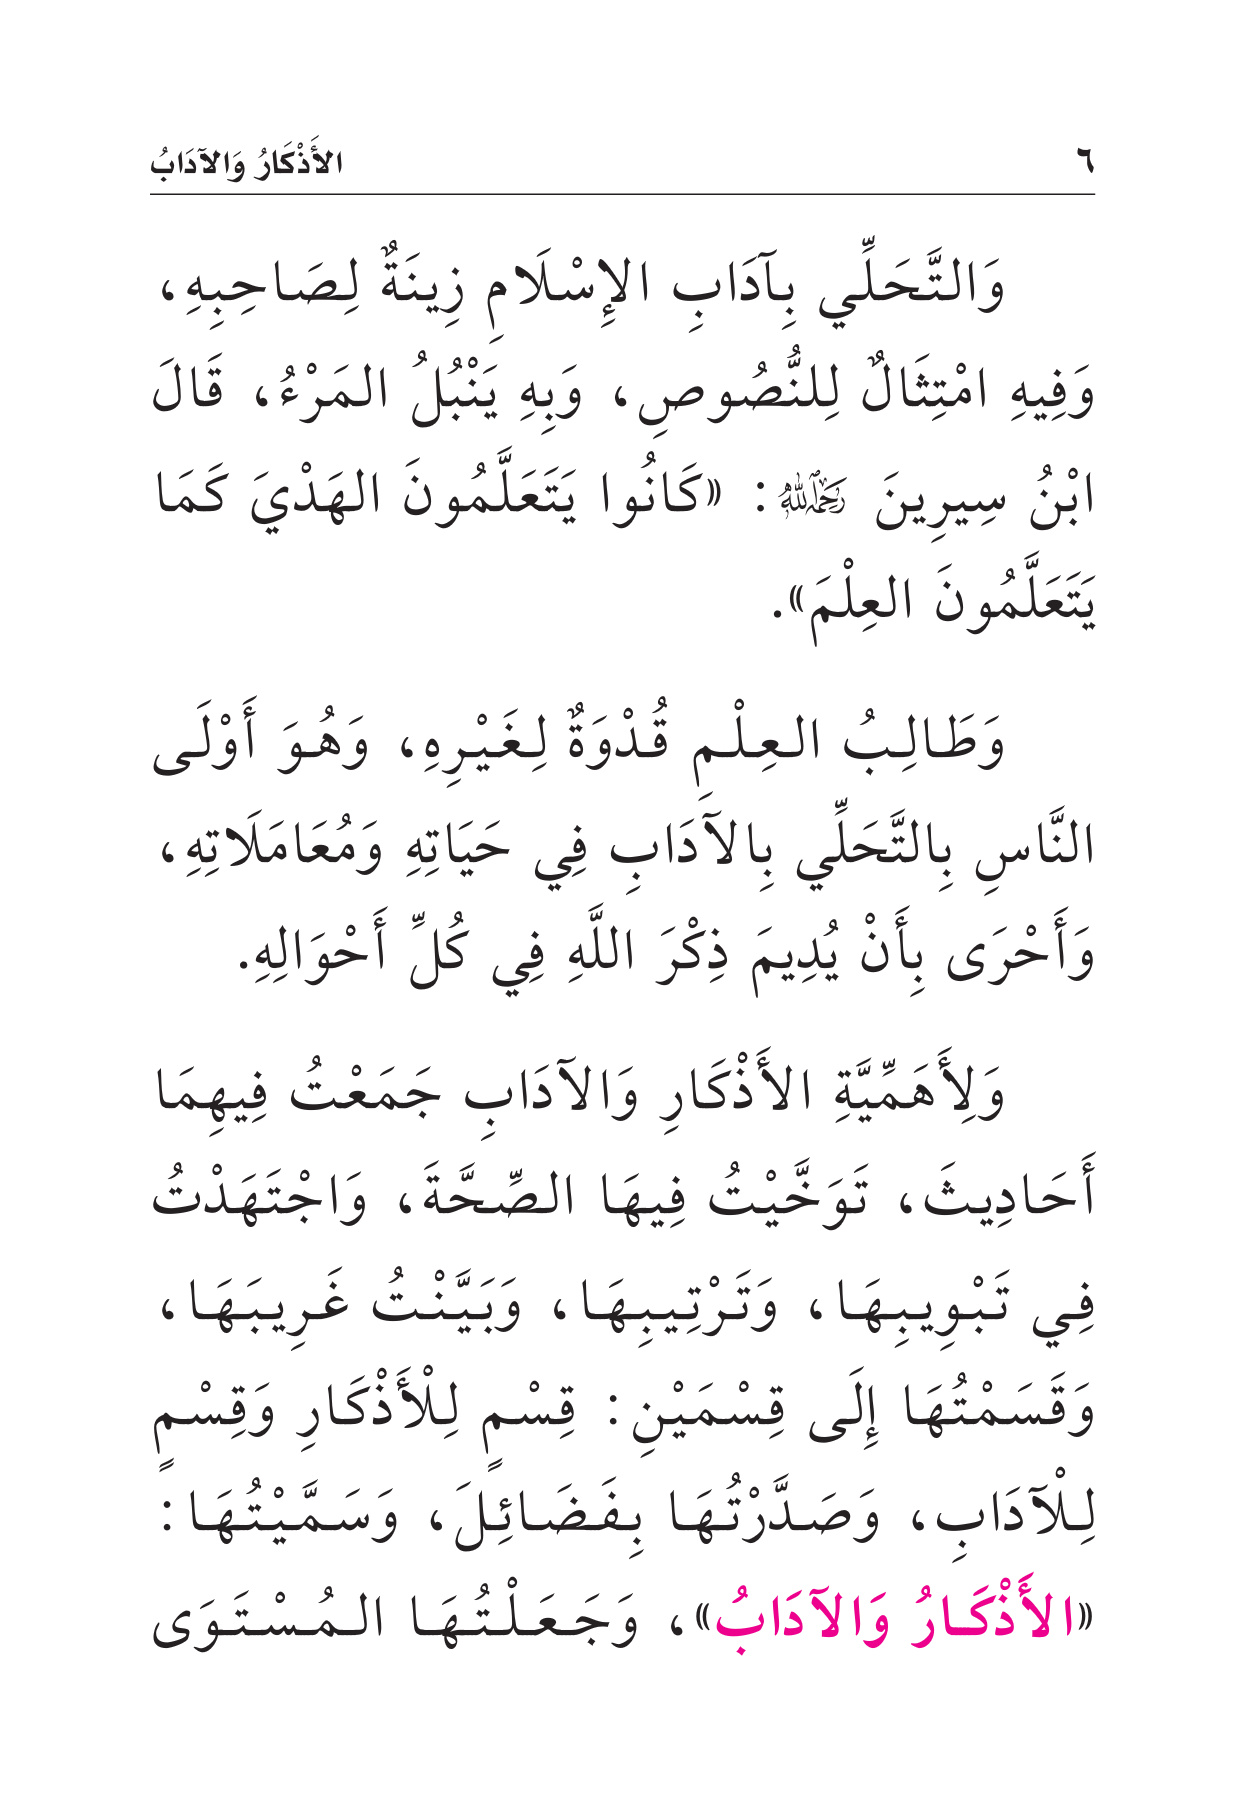 ٦ الأَذْكَارُ وَالآدَابُ
وَالتَّحَلِّي بِآدَابِ الإِسْلَامِ زِينَةٌ لِصَاحِبِهِ،
وَفِيهِ امْتِثَالٌ لِلنُّصُوصِ، وَبِهِ يَنْبُلُ المَرْءُ، قَالَ
ابْنُ سِيرِينَ رَحِمَهُ اللَّهُ: «كَانُوا يَتَعَلَّمُونَ الهَدْيَ كَمَا
يَتَعَلَّمُونَ العِلْمَ».
وَطَالِبُ العِلْمِ قُدْوَةٌ لِغَيْرِهِ، وَهُوَ أَوْلَى
النَّاسِ بِالتَّحَلِّي بِالآدَابِ فِي حَيَاتِهِ وَمُعَامَلَاتِهِ،
وَأَحْرَى بِأَنْ يُدِيمَ ذِكْرَ اللَّهِ فِي كُلِّ أَحْوَالِهِ.
وَلِأَهَمِّيَّةِ الأَذْكَارِ وَالآدَابِ جَمَعْتُ فِيهِمَا
أَحَادِيثَ، تَوَخَّيْتُ فِيهَا الصِّحَّةَ، وَاجْتَهَدْتُ
فِي تَبْوِيبِهَا، وَتَرْتِيبِهَا، وَبَيَّنْتُ غَرِيبَهَا،
وَقَسَمْتُهَا إِلَى قِسْمَيْنِ: قِسْمٍ لِلْأَذْكَارِ وَقِسْمٍ
لِلْآدَابِ، وَصَدَّرْتُهَا بِفَضَائِلَ، وَسَمَّيْتُهَا:
«الأَذْكَارُ وَالآدَابُ»، وَجَعَلْتُهَا المُسْتَوَى